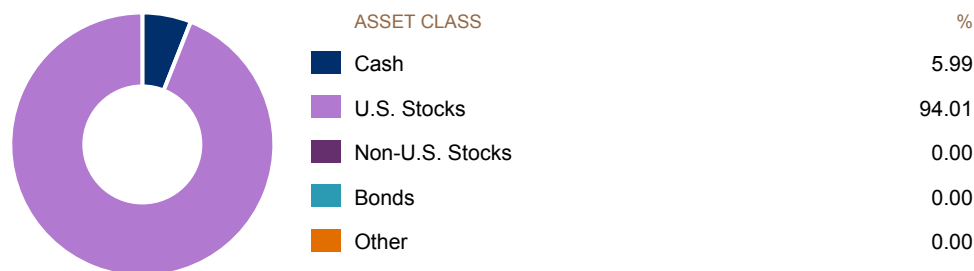 ASSET CLASS %
Cash 5.99
U.S. Stocks 94.01
Non-U.S. Stocks 0.00
Bonds 0.00
Other 0.00